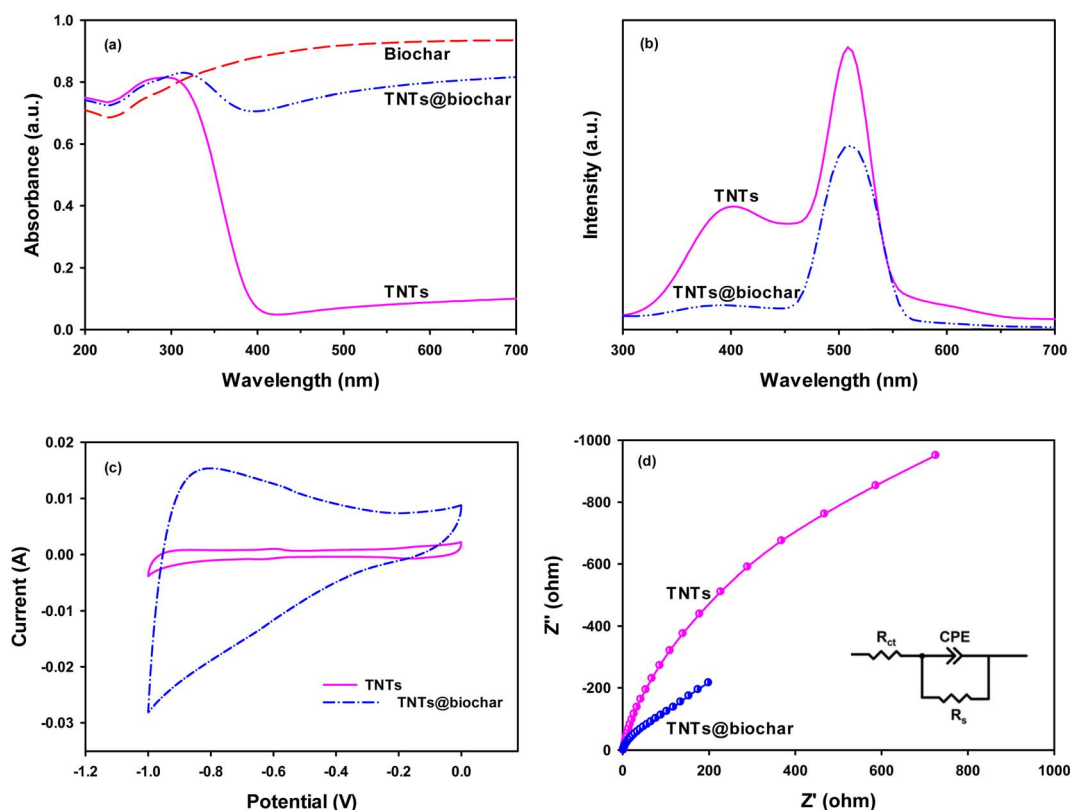 (a)
Absorbance (a.u.)
1.0
0.8
0.6
0.4
0.2
0.0
Biochar
TNTs@biochar
TNTs
200 300 400 500 600 700
Wavelength (nm)
(b)
Intensity (a.u.)
TNTs
TNTs@biochar
300 400 500 600 700
Wavelength (nm)
(c)
Current (A)
0.02
0.01
0.00
-0.01
-0.02
-0.03
TNTs
TNTs@biochar
-1.2 -1.0 -0.8 -0.6 -0.4 -0.2 0.0
Potential (V)
(d)
Z'' (ohm)
-1000
-800
-600
-400
-200
0
TNTs
TNTs@biochar
Rct
CPE
Rs
0 200 400 600 800 1000
Z' (ohm)